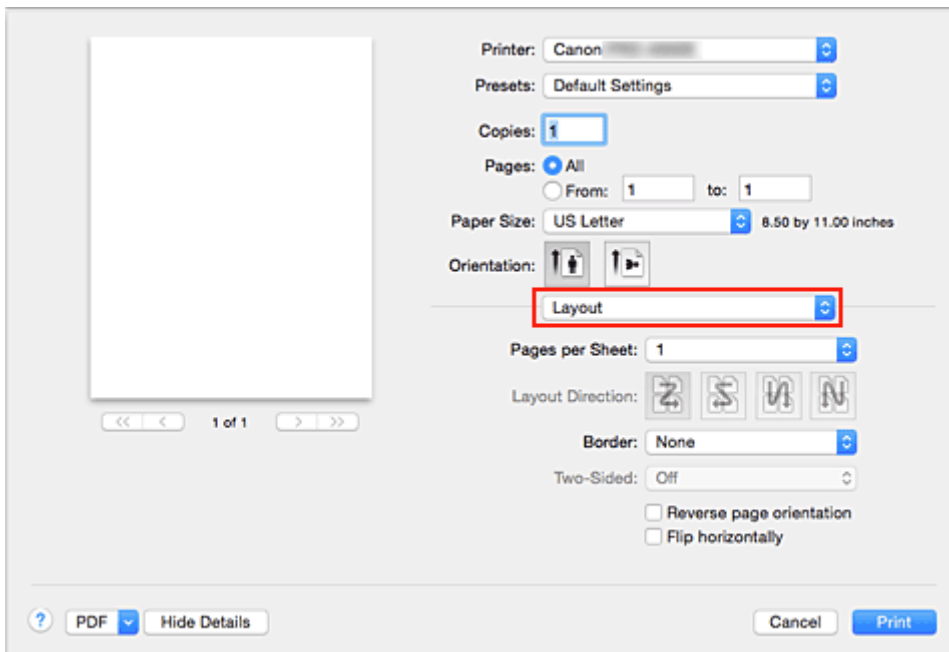 Printer: Canon
Presets: Default Settings
Copies: 1
Pages: All
From: 1 to: 1
Paper Size: US Letter 8.50 by 11.00 inches
Orientation:
Layout
Pages per Sheet: 1
Layout Direction:
1 of 1
Border: None
Two-Sided: Off
Reverse page orientation
Flip horizontally
? PDF Hide Details Cancel Print